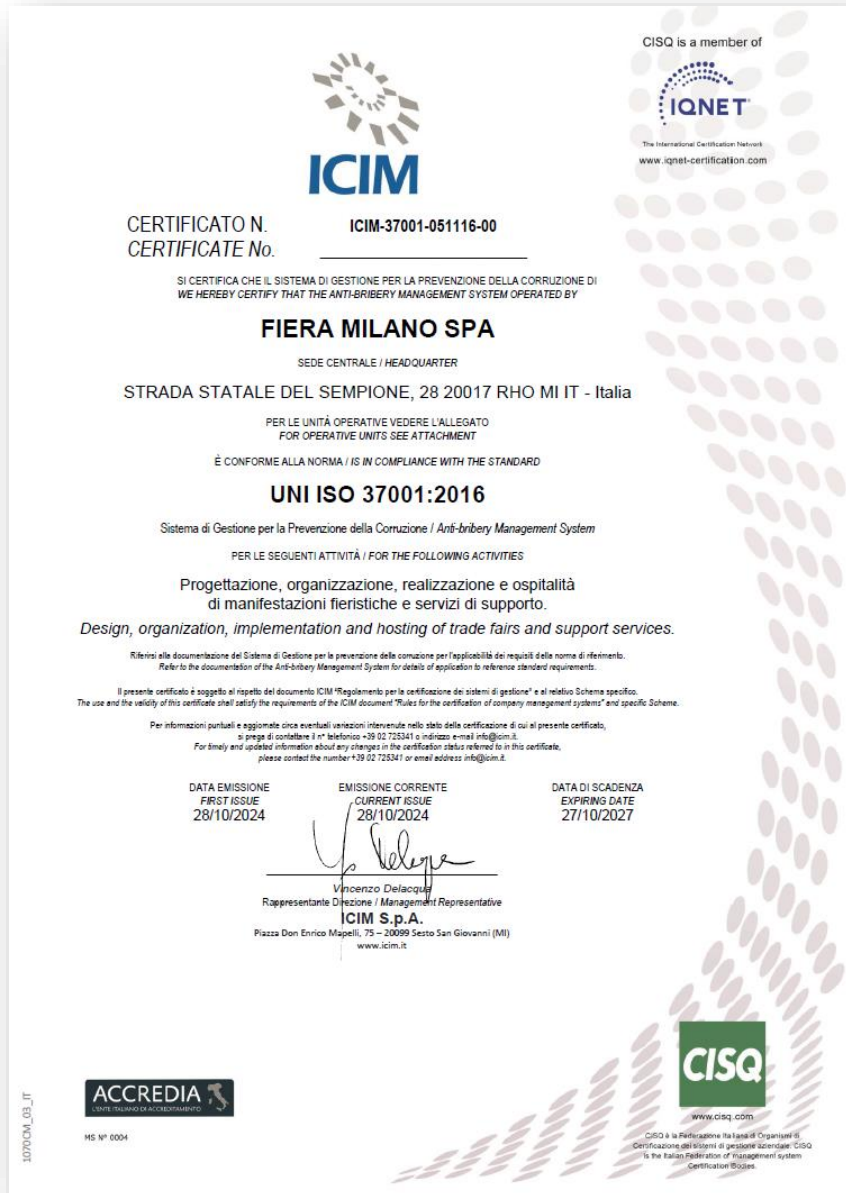 CISQ is a member of
IQNET
The International Certification Network
www.iqnet-certification.com
ICIM
CERTIFICATO N. ICIM-37001-051116-00
CERTIFICATE No.
SI CERTIFICA CHE IL SISTEMA DI GESTIONE PER LA PREVENZIONE DELLA CORRUZIONE DI
WE HEREBY CERTIFY THAT THE ANTI-BRIBERY MANAGEMENT SYSTEM OPERATED BY
FIERA MILANO SPA
SEDE CENTRALE / HEADQUARTER
STRADA STATALE DEL SEMPIONE, 28 20017 RHO MI IT - Italia
PER LE UNITÀ OPERATIVE VEDERE L'ALLEGATO
FOR OPERATIVE UNITS SEE ATTACHMENT
È CONFORME ALLA NORMA / IS IN COMPLIANCE WITH THE STANDARD
UNI ISO 37001:2016
Sistema di Gestione per la Prevenzione della Corruzione / Anti-bribery Management System
PER LE SEGUENTI ATTIVITÀ / FOR THE FOLLOWING ACTIVITIES
Progettazione, organizzazione, realizzazione e ospitalità
di manifestazioni fieristiche e servizi di supporto.
Design, organization, implementation and hosting of trade fairs and support services.
Riferirsi alla documentazione del Sistema di Gestione per la prevenzione della corruzione per l'applicabilità dei requisiti della norma di riferimento.
Refer to the documentation of the Anti-bribery Management System for details of application to reference standard requirements.
Il presente certificato è soggetto al rispetto del documento ICIM "Regolamento per la certificazione dei sistemi di gestione" e al relativo Schema specifico.
The use and the validity of this certificate shall satisfy the requirements of the ICIM document "Rules for the certification of company management systems" and specific Scheme.
Per informazioni puntuali e aggiornate circa eventuali variazioni intervenute nello stato della certificazione di cui al presente certificato,
si prega di contattare il n° telefonico +39 02 725341 o indirizzo e-mail info@icim.it.
For timely and updated information about any changes in the certification status referred to in this certificate,
please contact the number +39 02 725341 or email address info@icim.it.
DATA EMISSIONE EMISSIONE CORRENTE DATA DI SCADENZA
FIRST ISSUE CURRENT ISSUE EXPIRING DATE
28/10/2024 28/10/2024 27/10/2027
Vincenzo Delacqua
Rappresentante Direzione / Management Representative
ICIM S.p.A.
Piazza Don Enrico Mapelli, 75 – 20099 Sesto San Giovanni (MI)
www.icim.it
ACCREDIA
L'ENTE ITALIANO DI ACCREDITAMENTO
MS N° 0004
1070CM_03_IT
CISQ
www.cisq.com
CISQ è la Federazione Italiana di Organismi di
Certificazione dei sistemi di gestione aziendale. CISQ
is the Italian Federation of management system
Certification Bodies.